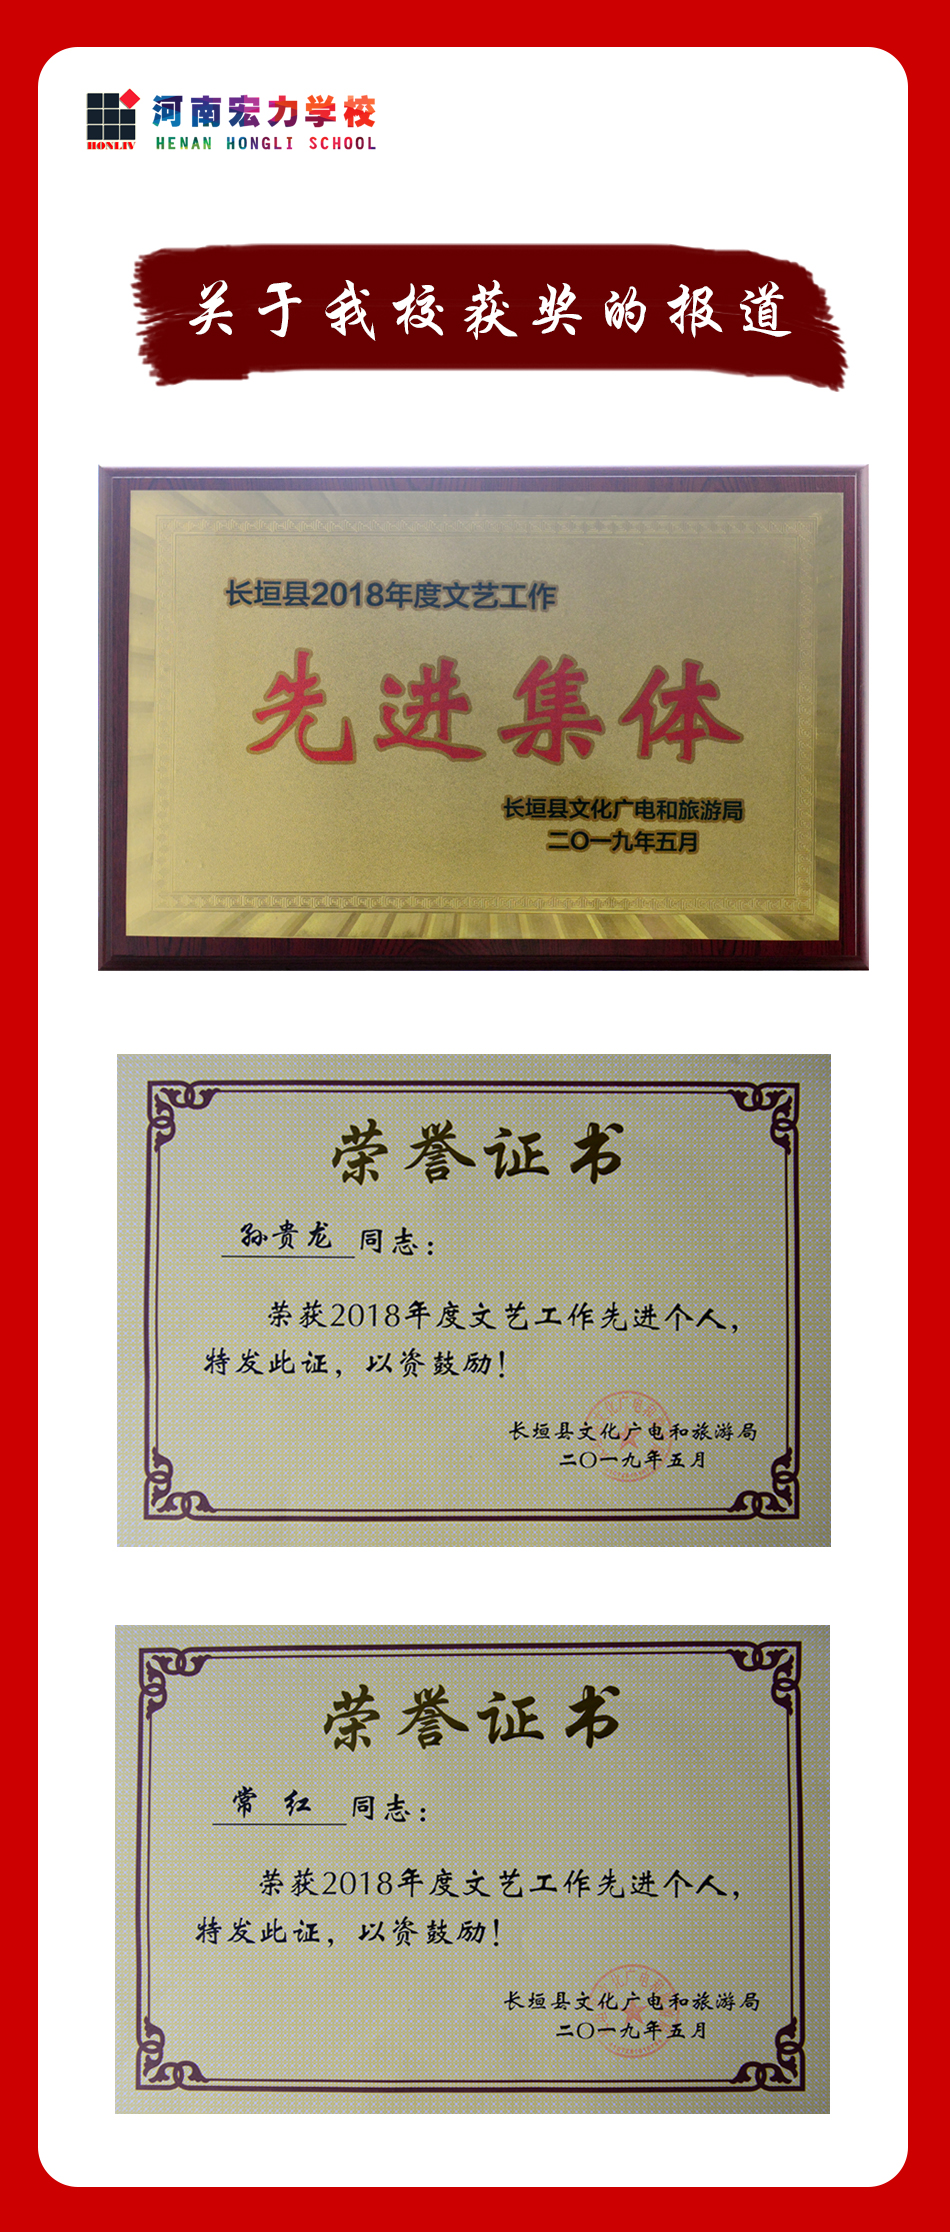 河南宏力学校
HONLIV
HENAN HONGLI SCHOOL
关于我校获奖的报道
长垣县2018年度文艺工作
先进集体
长垣县文化广电和旅游局
二〇一九年五月
荣誉证书
孙贵龙同志：
荣获2018年度文艺工作先进个人，
特发此证，以资鼓励！
长垣县文化广电和旅游局
二〇一九年五月
荣誉证书
常 红 同志：
荣获2018年度文艺工作先进个人，
特发此证，以资鼓励！
长垣县文化广电和旅游局
二〇一九年五月